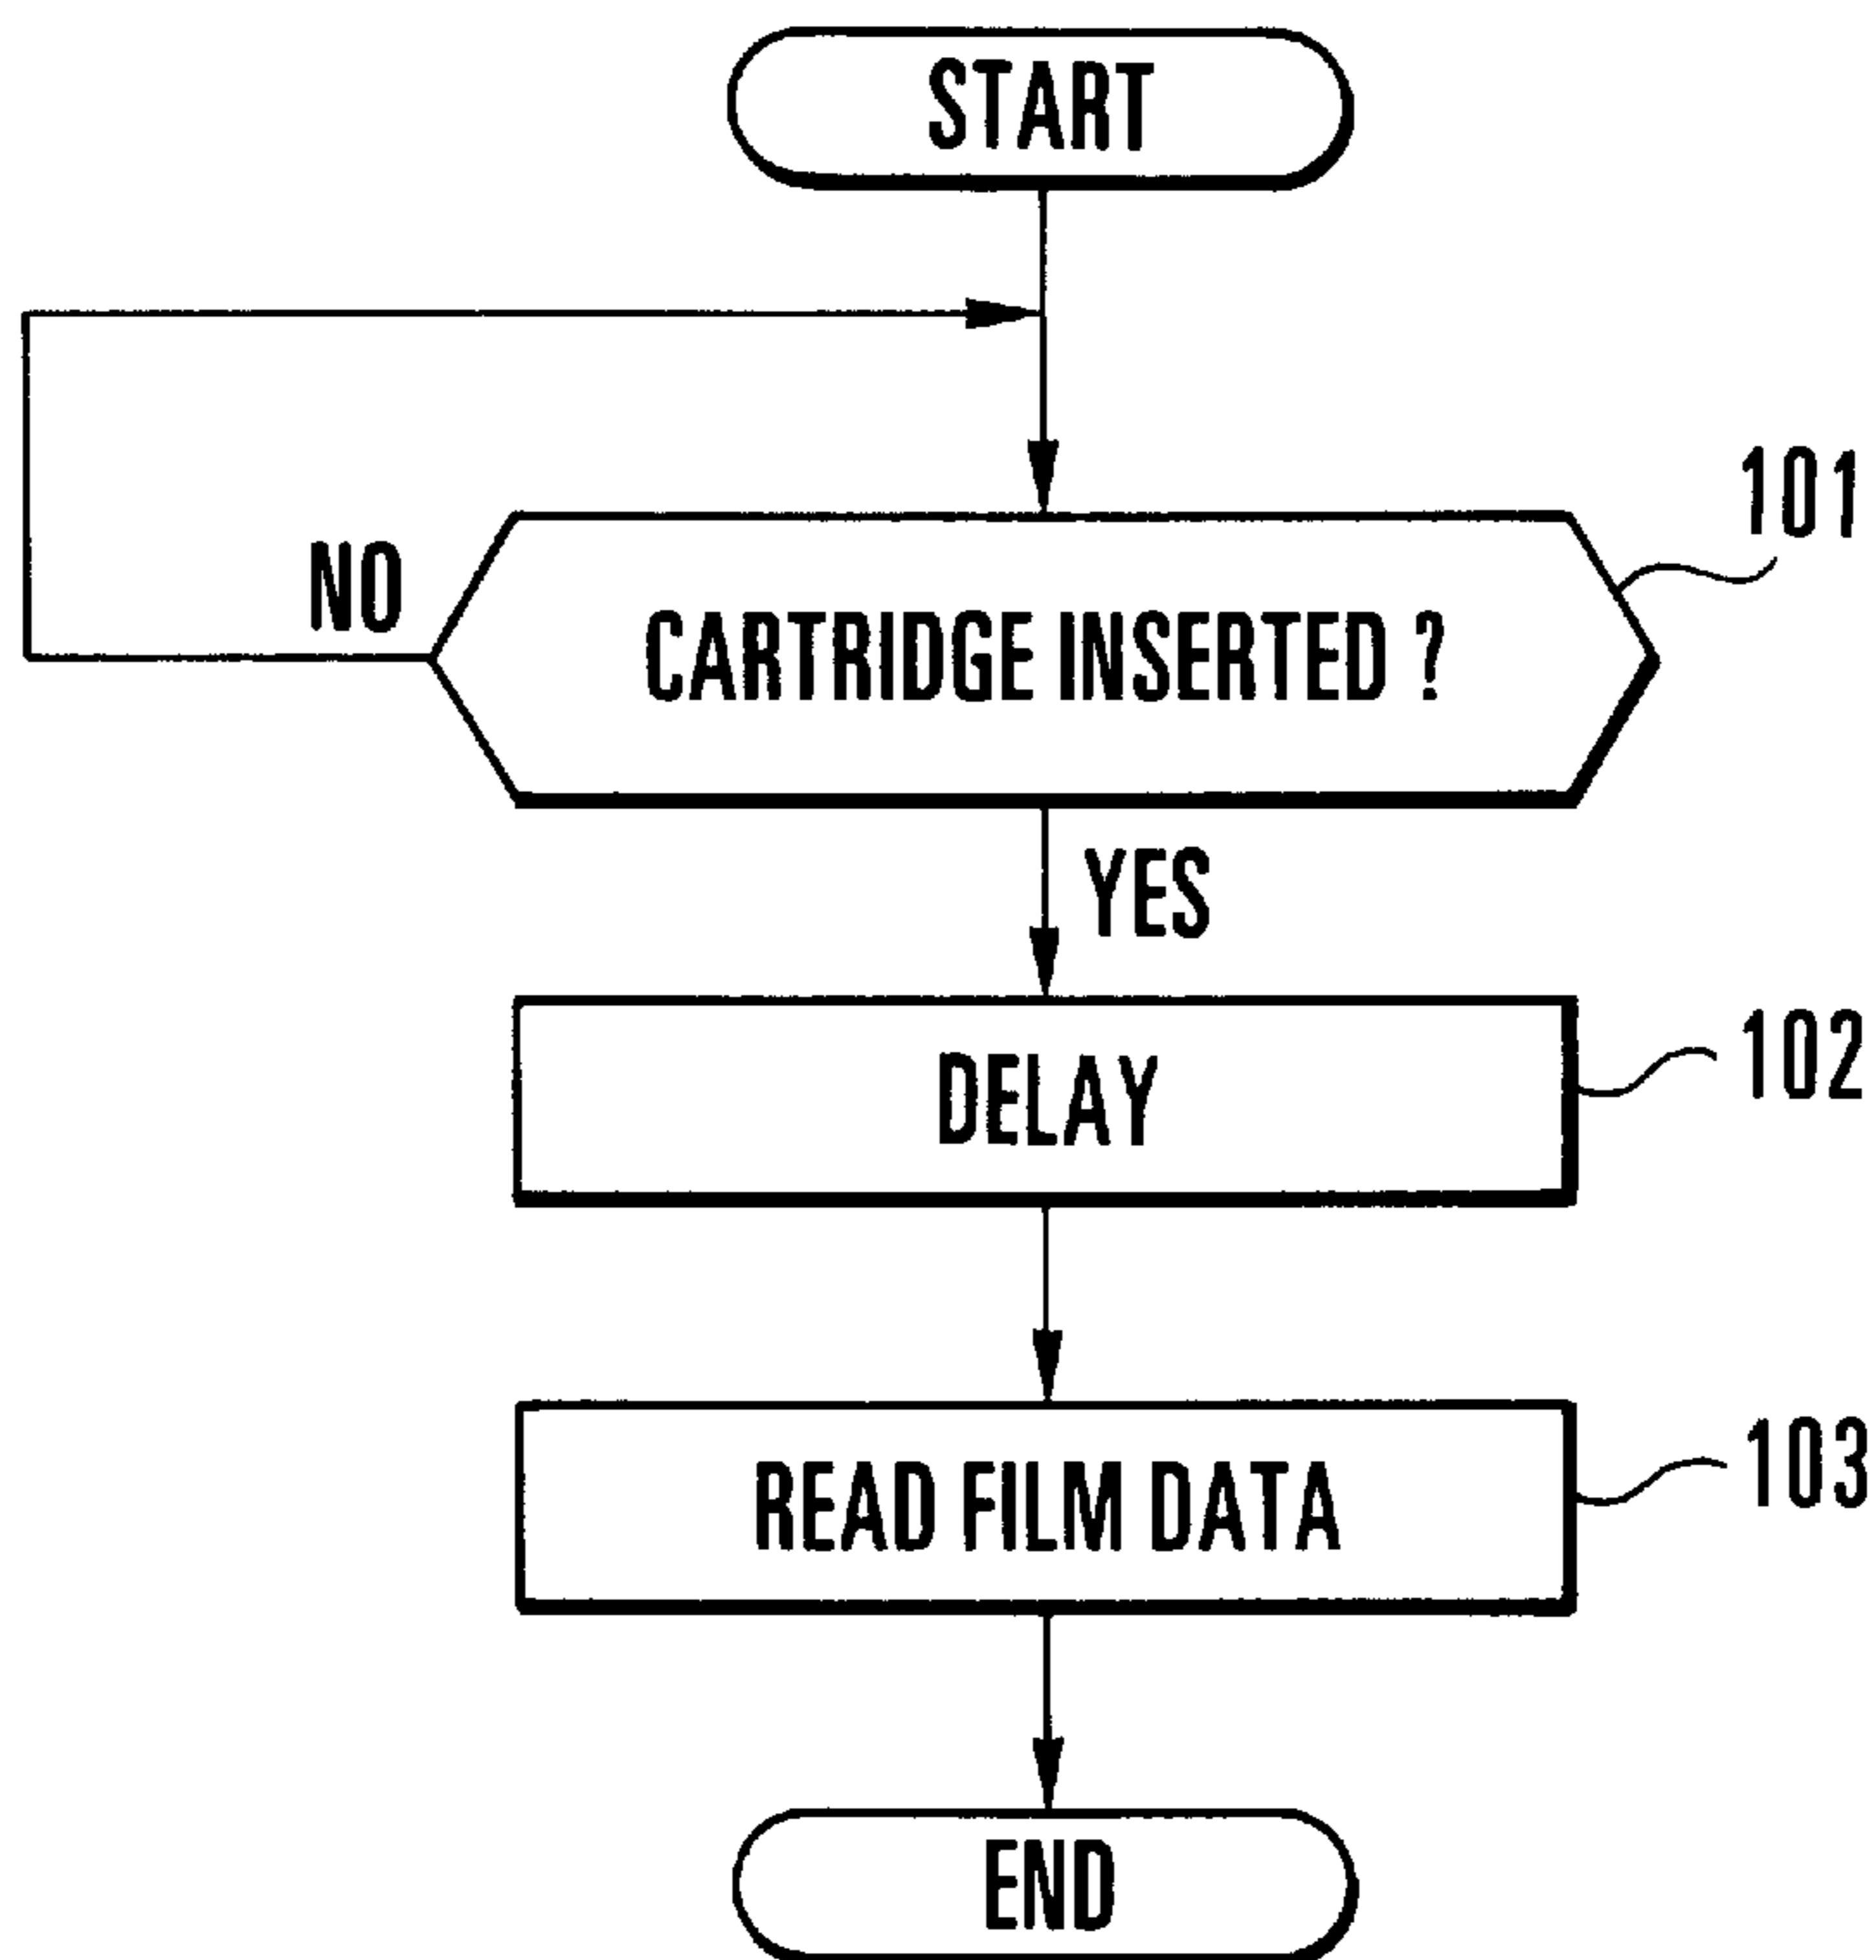 START
101
NO
CARTRIDGE INSERTED ?
YES
DELAY
102
READ FILM DATA
103
END